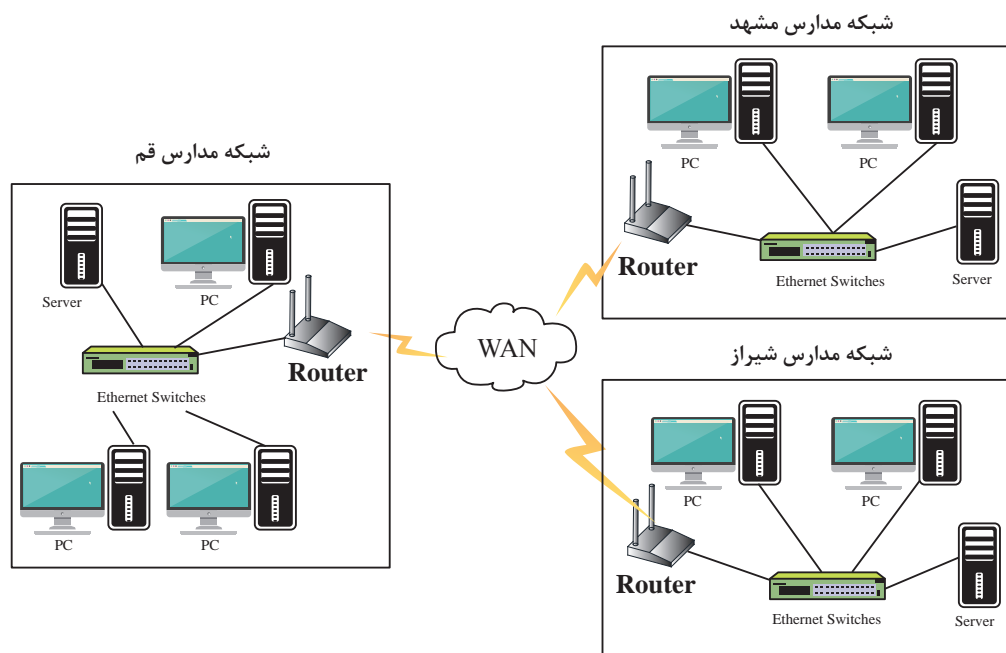 شبکه مدارس مشهد
PC
PC
Router
Ethernet Switches
Server
شبکه مدارس قم
Server
PC
Router
Ethernet Switches
PC
PC
WAN
شبکه مدارس شیراز
PC
PC
Router
Ethernet Switches
Server